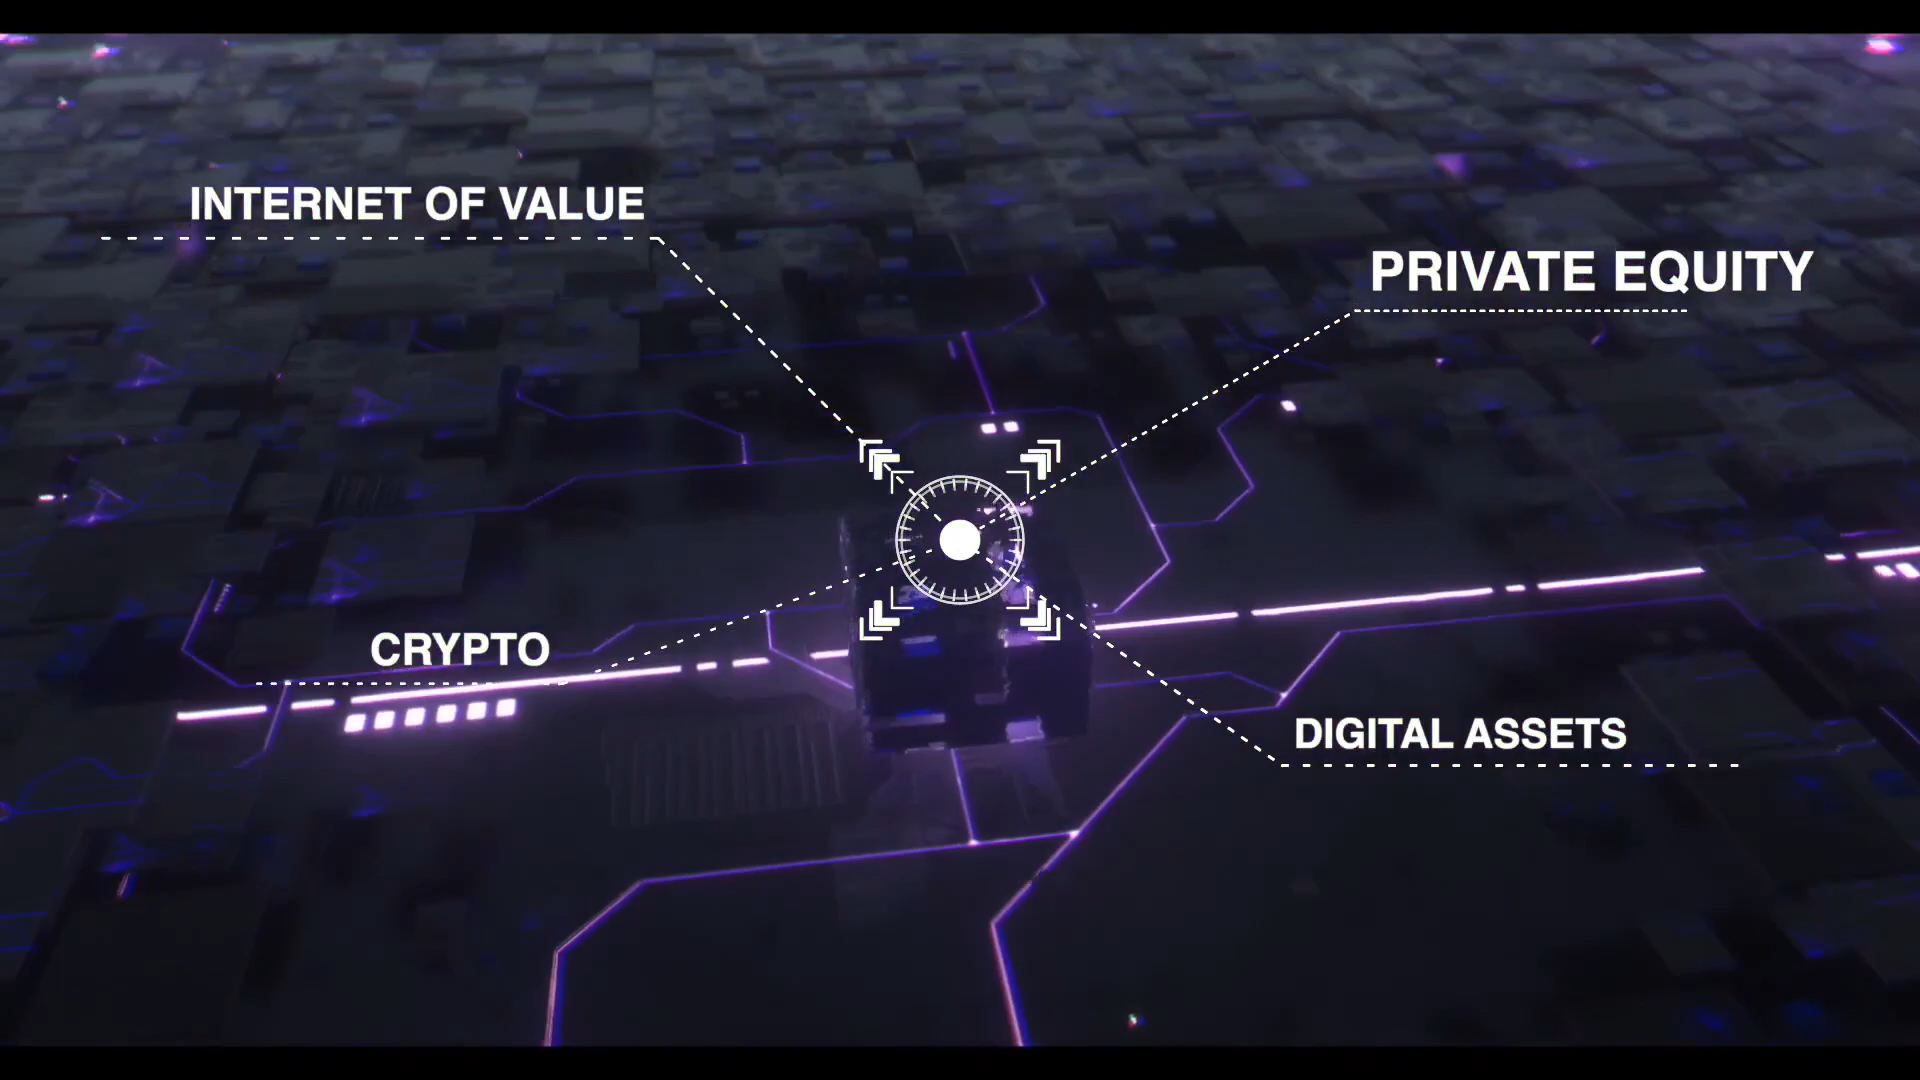 INTERNET OF VALUE
PRIVATE EQUITY
CRYPTO
DIGITAL ASSETS